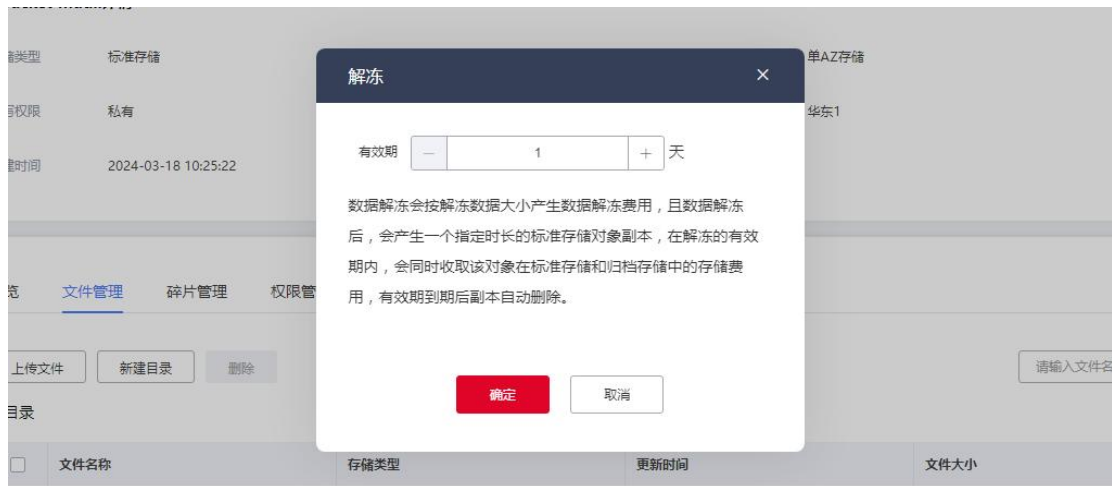 标准存储
单AZ存储
私有
华东1
2024-03-18 10:25:22
解冻
有效期
1
天
数据解冻会按解冻数据大小产生数据解冻费用，且数据解冻
后，会产生一个指定时长的标准存储对象副本，在解冻的有效
期内，会同时收取该对象在标准存储和归档存储中的存储费
用，有效期到期后副本自动删除。
确定
取消
文件管理
碎片管理
权限管
上传文件
新建目录
删除
请输入文件名
目录
文件名称
存储类型
更新时间
文件大小